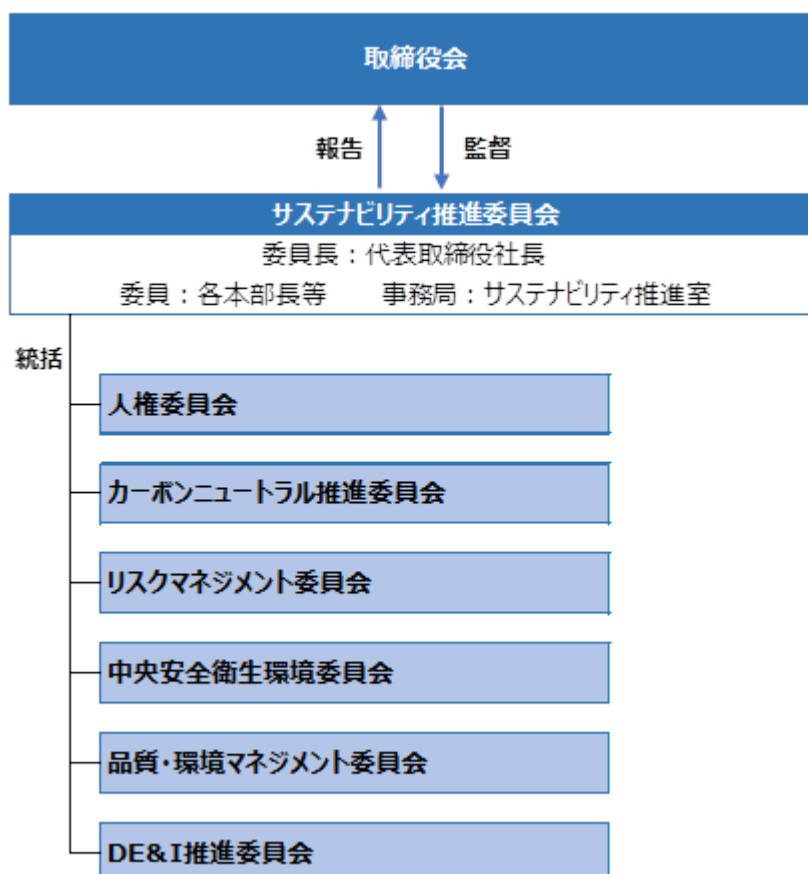 取締役会
報告 監督
サステナビリティ推進委員会
委員長：代表取締役社長
委員：各本部長等 事務局：サステナビリティ推進室
統括
人権委員会
カーボンニュートラル推進委員会
リスクマネジメント委員会
中央安全衛生環境委員会
品質・環境マネジメント委員会
DE&I推進委員会